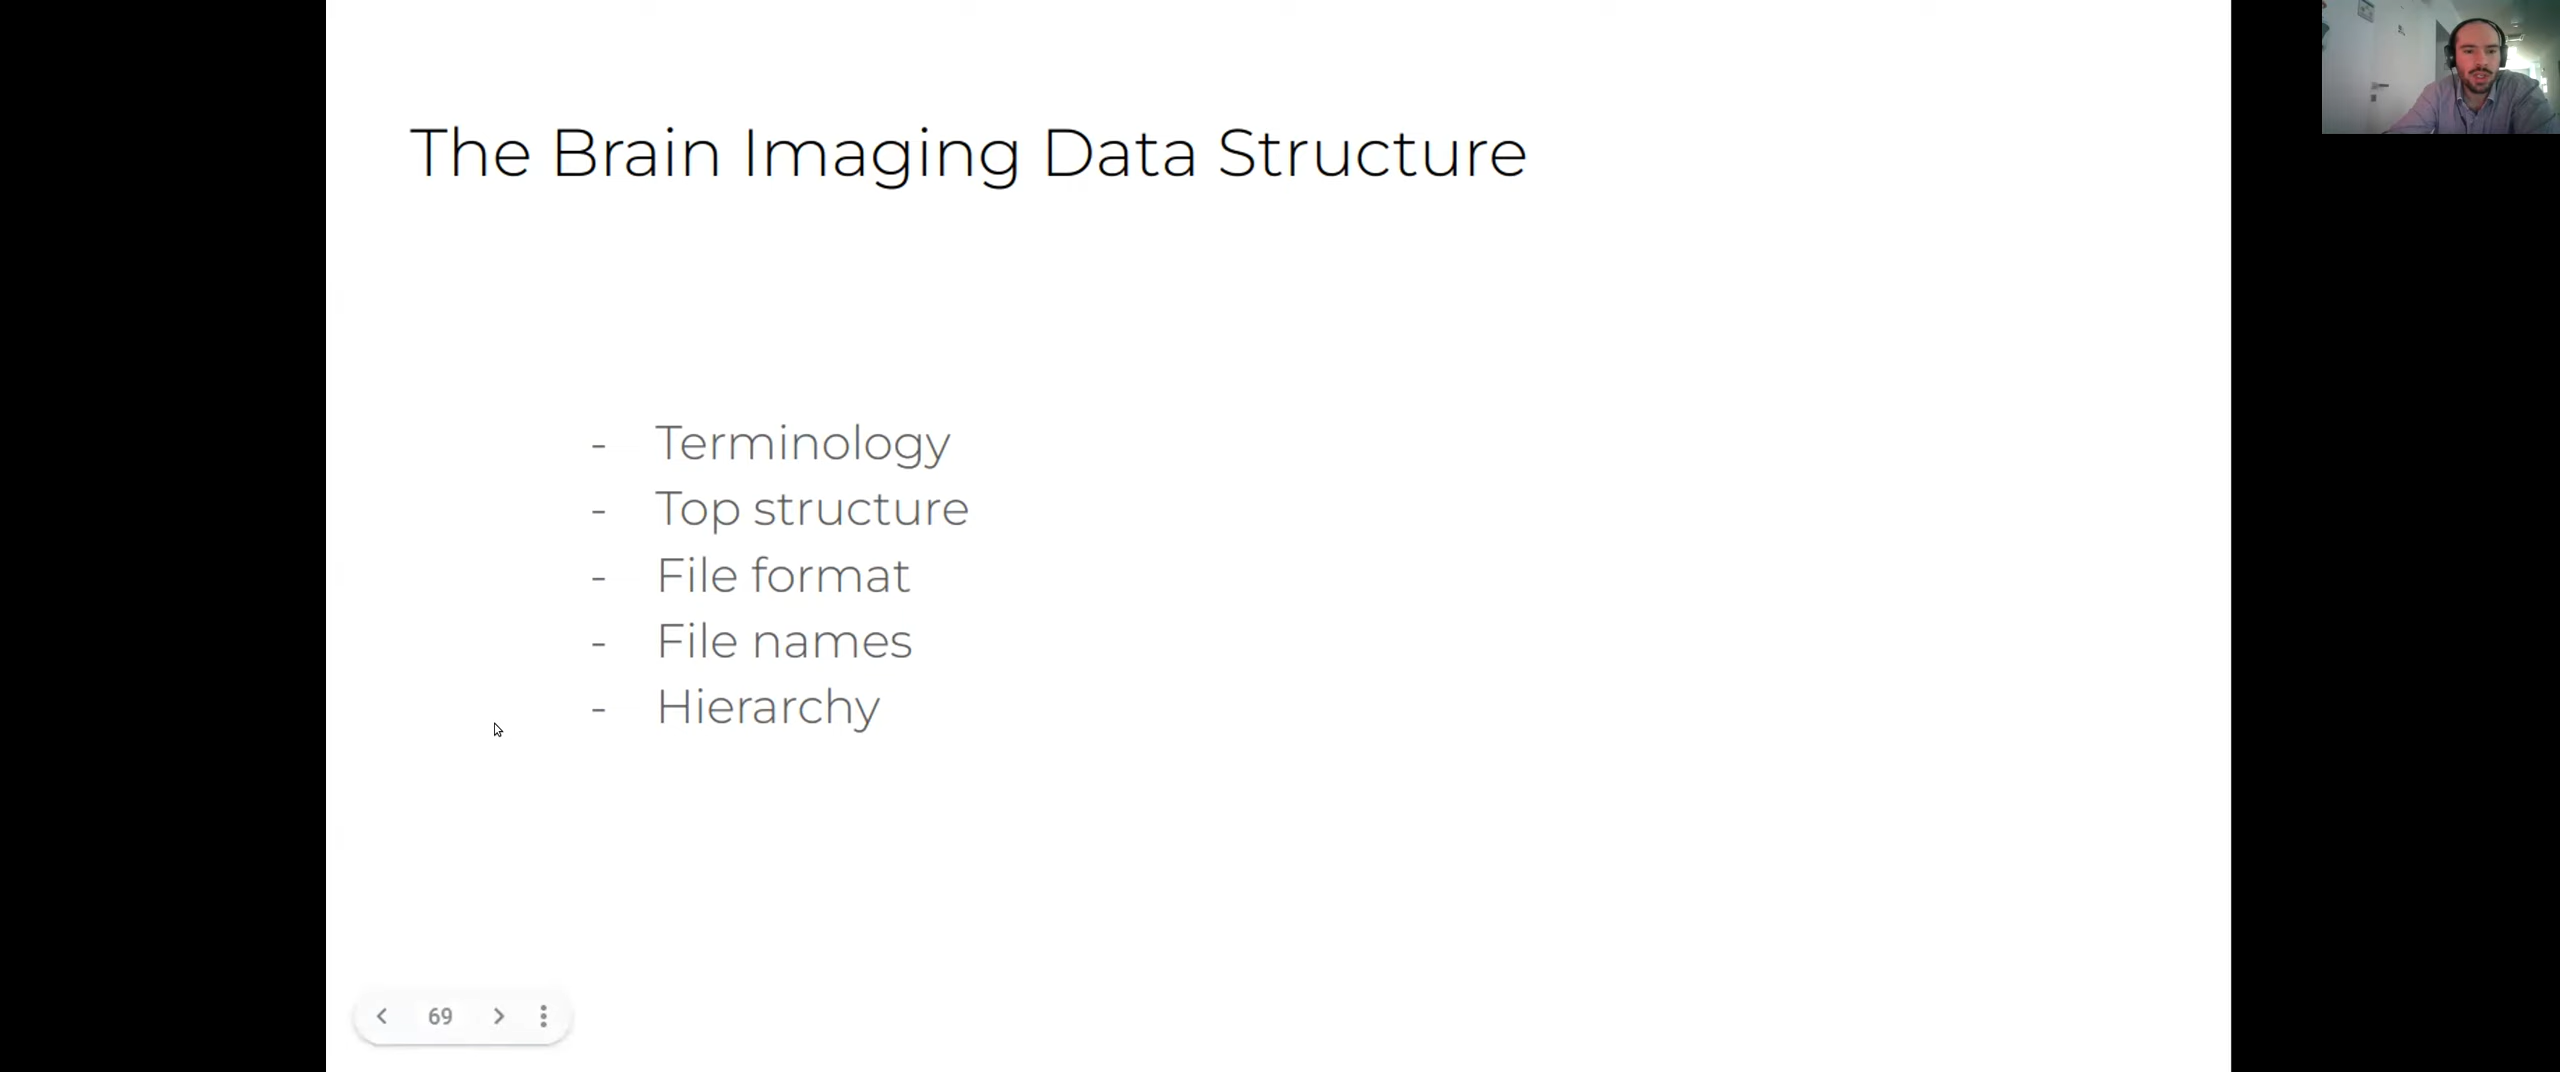 The Brain Imaging Data Structure
- Terminology
- Top structure
- File format
- File names
- Hierarchy
69